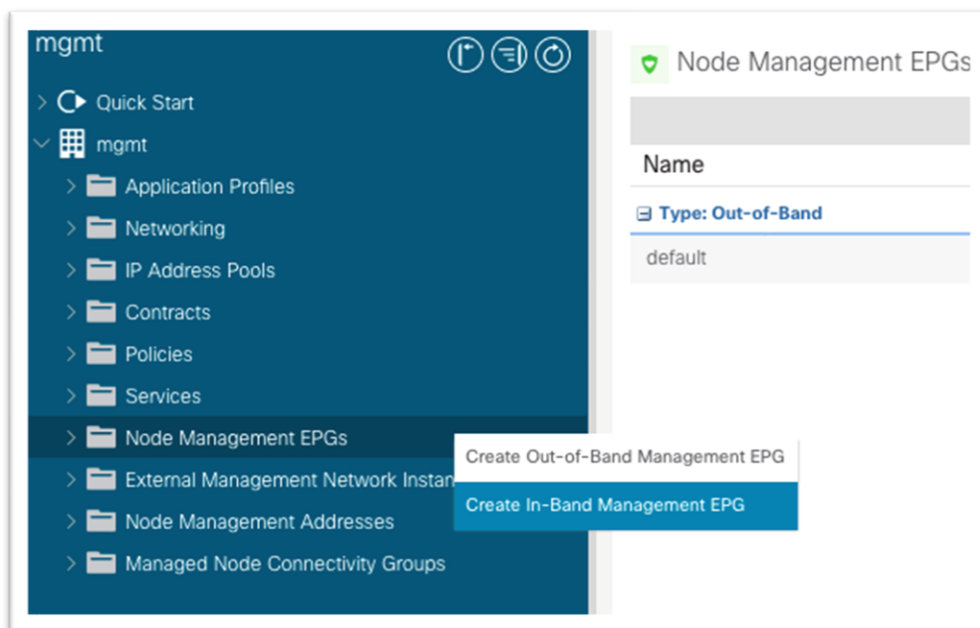 mgmt
Quick Start
mgmt
Application Profiles
Networking
IP Address Pools
Contracts
Policies
Services
Node Management EPGs
External Management Network Instan
Node Management Addresses
Managed Node Connectivity Groups
Create Out-of-Band Management EPG
Create In-Band Management EPG
Node Management EPGs
Name
Type: Out-of-Band
default